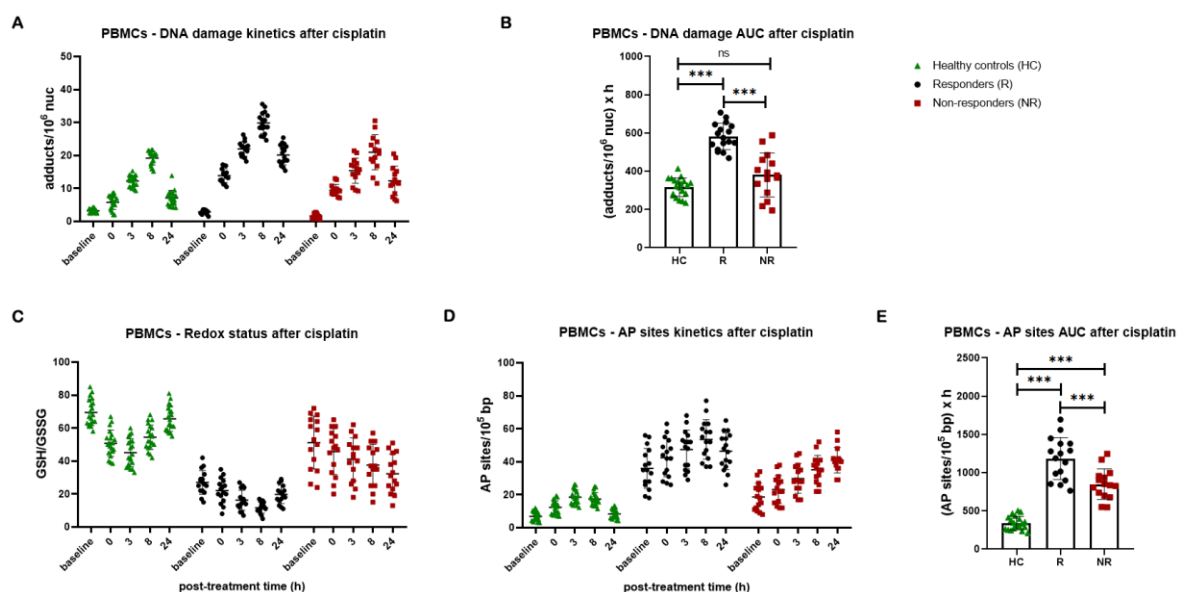 A
PBMCs - DNA damage kinetics after cisplatin
adducts/10⁶ nuc
50
40
30
20
10
0
baseline 0 3 8 24 baseline 0 3 8 24 baseline 0 3 8 24
B
PBMCs - DNA damage AUC after cisplatin
ns
*** ***
(adducts/10⁶ nuc) x h
1000
800
600
400
200
0
HC R NR
Healthy controls (HC)
Responders (R)
Non-responders (NR)
C
PBMCs - Redox status after cisplatin
GSH/GSSG
100
80
60
40
20
0
baseline 0 3 8 24 baseline 0 3 8 24 baseline 0 3 8 24
post-treatment time (h)
D
PBMCs - AP sites kinetics after cisplatin
AP sites/10⁵ bp
100
80
60
40
20
0
baseline 0 3 8 24 baseline 0 3 8 24 baseline 0 3 8 24
post-treatment time (h)
E
PBMCs - AP sites AUC after cisplatin
***
*** ***
(AP sites/10⁵ bp) x h
2500
2000
1500
1000
500
0
HC R NR